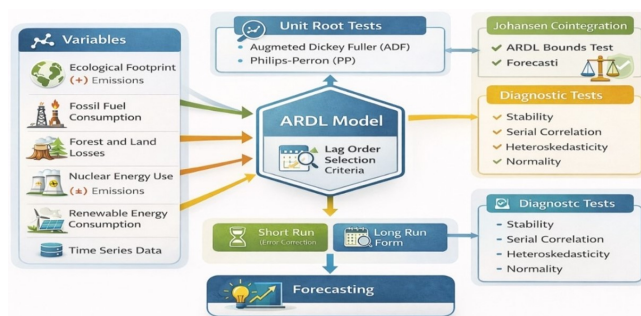 Variables
Ecological Footprint
(+) Emissions
Fossil Fuel
Consumption
Forest and Land
Losses
Nuclear Energy Use
(±) Emissions
Renewable Energy
Consumption
Time Series Data
Unit Root Tests
• Augmeted Dickey Fuller (ADF)
• Philips-Perron (PP)
ARDL Model
Lag Order
Selection
Criteria
Short Run
(Error Correction
Long Run
Form
Forecasting
Johansen Cointegration
✓ ARDL Bounds Test
✓ Forecasti
Diagnostic Tests
✓ Stability
✓ Serial Correlation
✓ Heteroskedasticity
✓ Normality
Diagnostc Tests
- Stability
- Serial Correlation
- Heteroskedasticity
- Normality